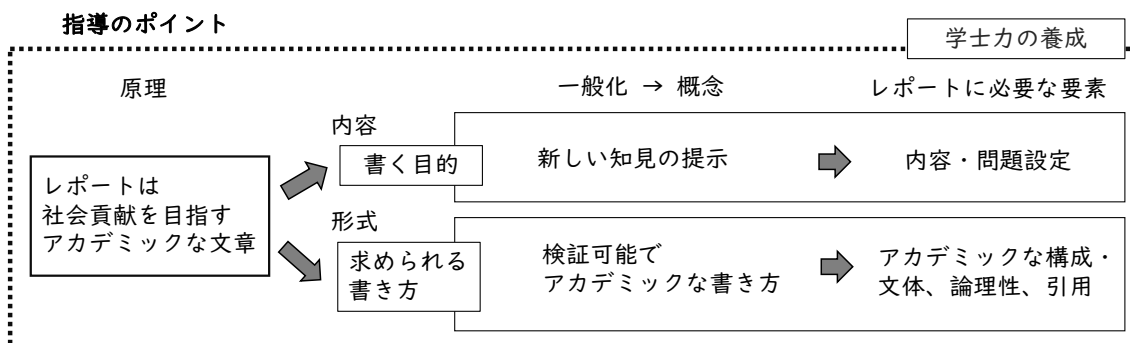 指導のポイント
学士力の養成
原理
一般化 → 概念
レポートに必要な要素
内容
書く目的
新しい知見の提示
内容・問題設定
レポートは
社会貢献を目指す
アカデミックな文章
形式
求められる
書き方
検証可能で
アカデミックな書き方
アカデミックな構成・
文体、論理性、引用